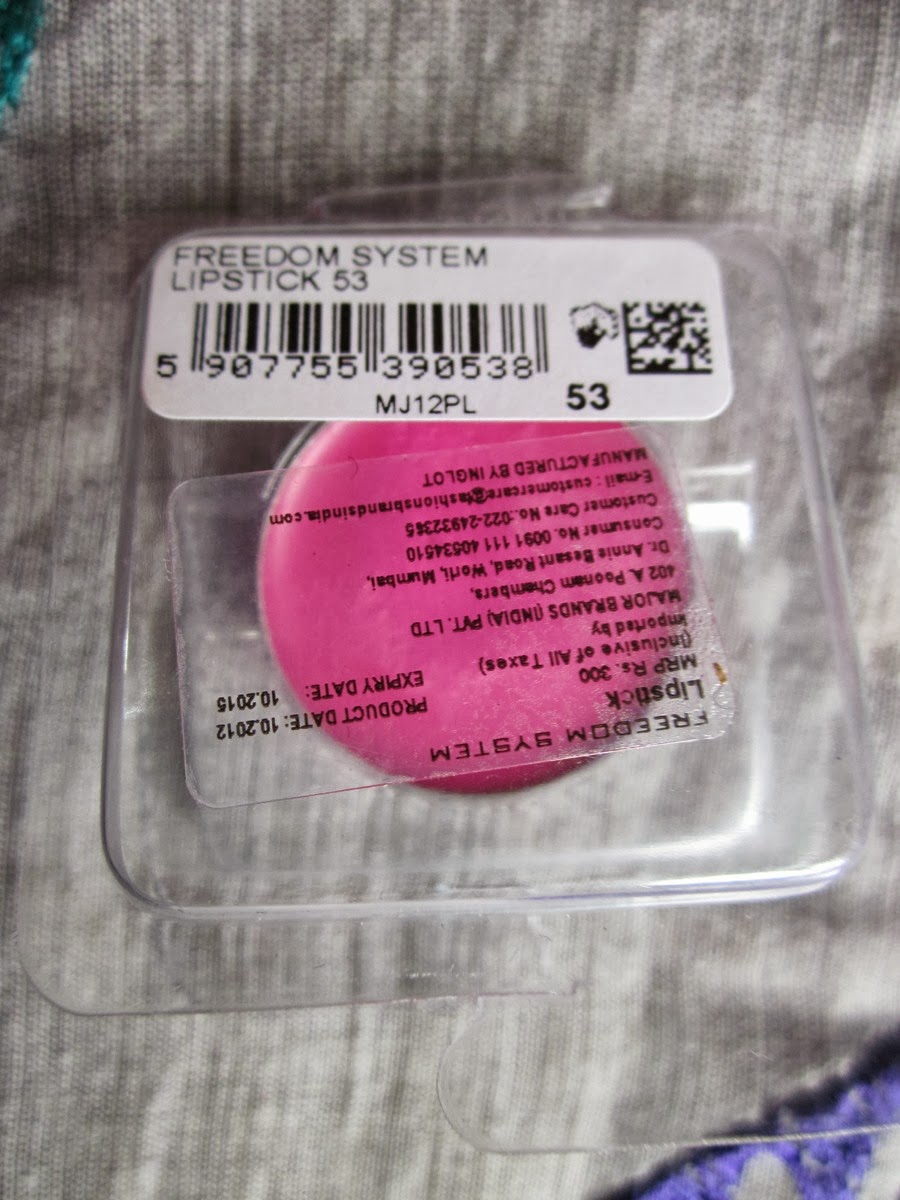 FREEDOM SYSTEM
LIPSTICK 53
5 907755 390538
MJ12PL
53
FREEDOM SYSTEM
Lipstick
PRODUCT DATE: 10.2012
MRP Rs. 300
EXPIRY DATE: 10.2015
(Inclusive of All Taxes)
Imported by
MAJOR BRANDS (INDIA) PVT. LTD
402 A, Poonam Chambers,
Dr. Annie Besant Road, Worli, Mumbai,
Consumer No. 0091 111 40534510
Customer Care No.:022-24932365
E-mail : customercare@fashionsbrandsindia.com
MANUFACTURED BY INGLOT